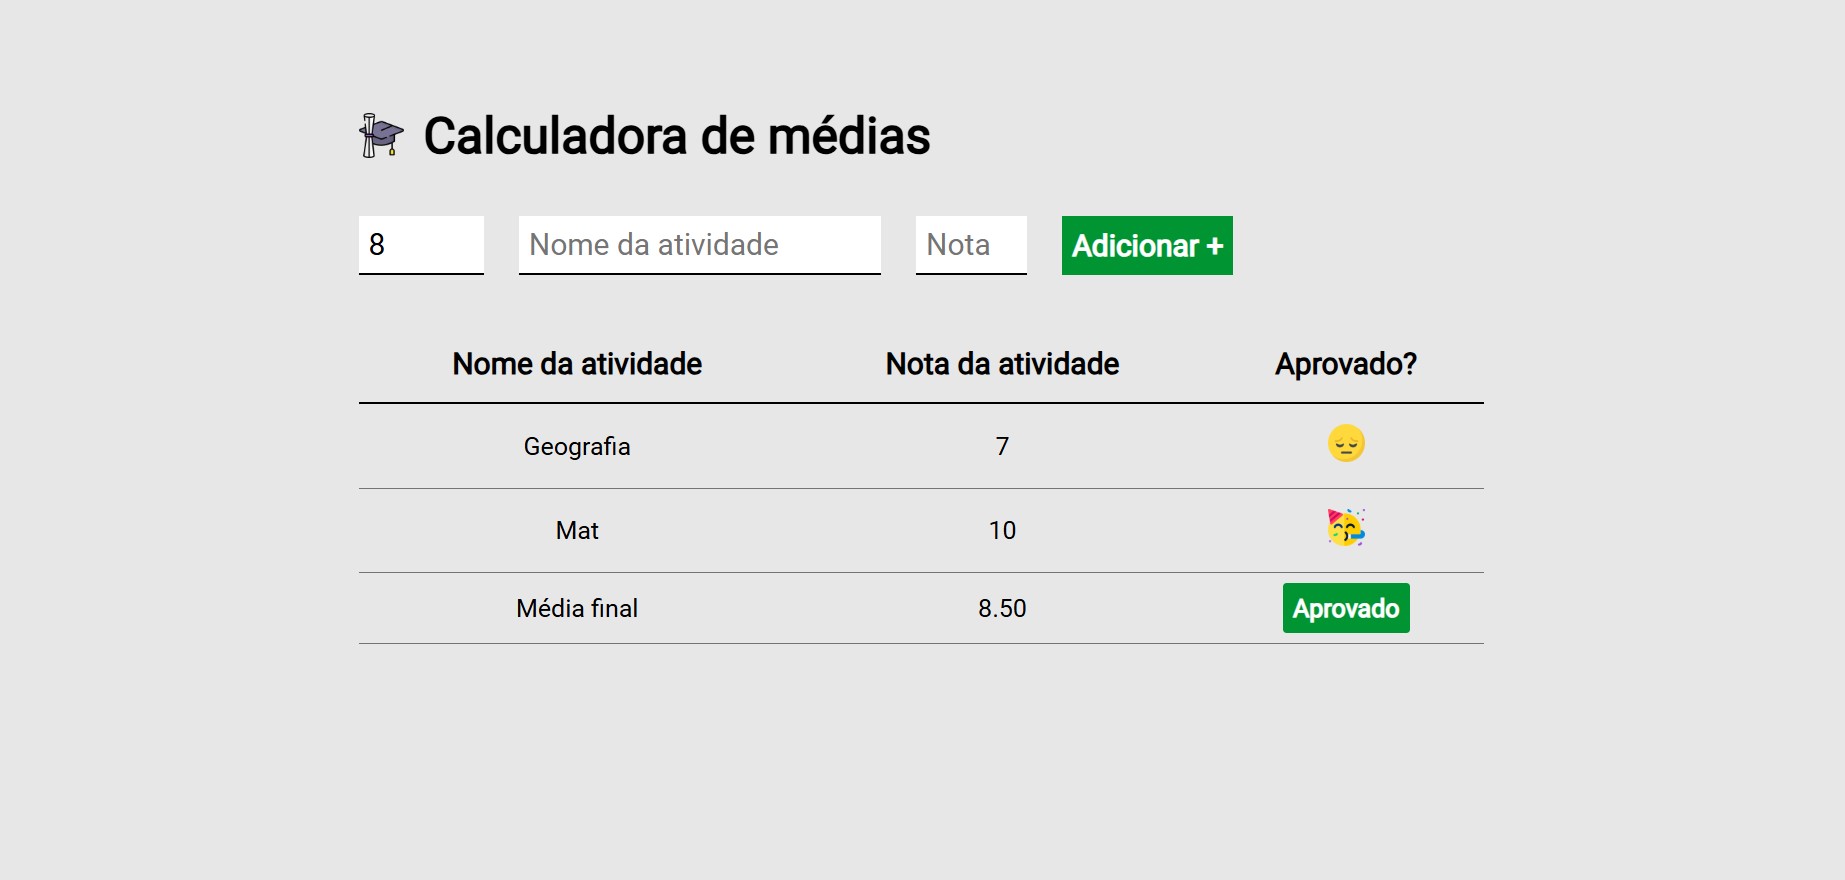 Calculadora de médias
8 Nome da atividade Nota Adicionar +
Nome da atividade Nota da atividade Aprovado?
Geografia 7
Mat 10
Média final 8.50 Aprovado